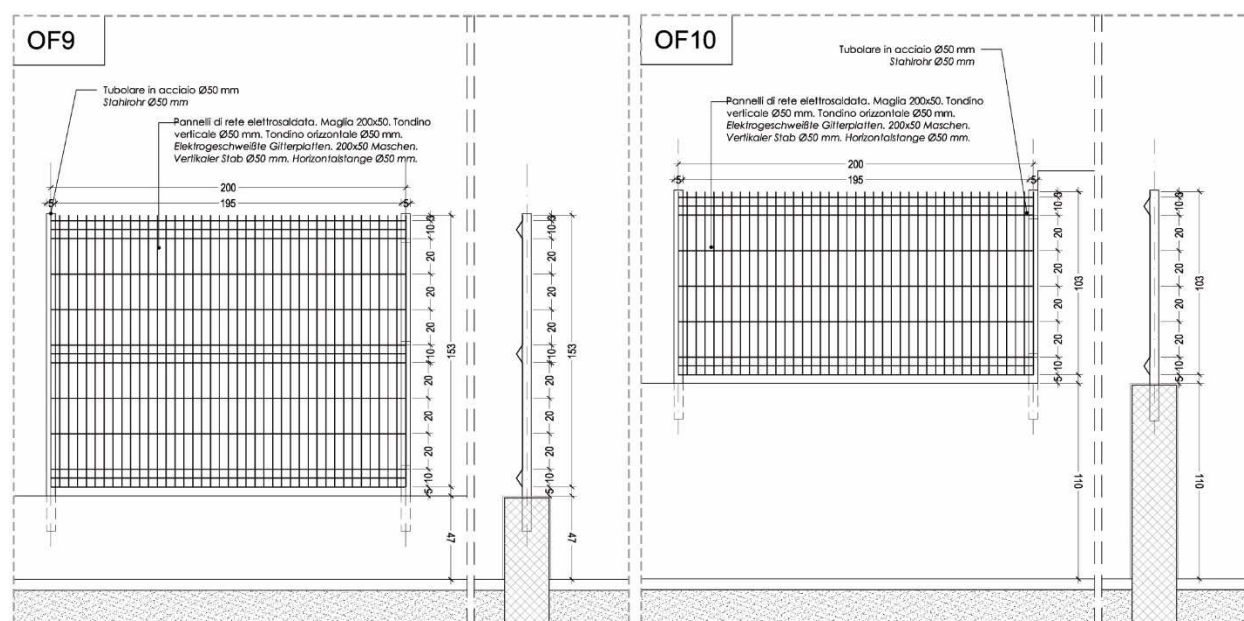 OF9
Tubolare in acciaio Ø50 mm
Stahlrohr Ø50 mm
Pannelli di rete elettrosaldata. Maglia 200x50. Tondino
verticale Ø50 mm. Tondino orizzontale Ø50 mm.
Elektrogeschweißte Gitterplatten. 200x50 Maschen.
Vertikaler Stab Ø50 mm. Horizontalstange Ø50 mm.
200
5 195 5
10 5
20
20
20
10
20
20
20
10
5
153
47
10 5
20
20
20
10
20
20
20
10
5
153
47
OF10
Tubolare in acciaio Ø50 mm
Stahlrohr Ø50 mm
Pannelli di rete elettrosaldata. Maglia 200x50. Tondino
verticale Ø50 mm. Tondino orizzontale Ø50 mm.
Elektrogeschweißte Gitterplatten. 200x50 Maschen.
Vertikaler Stab Ø50 mm. Horizontalstange Ø50 mm.
200
5 195 5
10 5
20
20
20
20
10
5
103
110
10 5
20
20
20
20
10
5
103
110